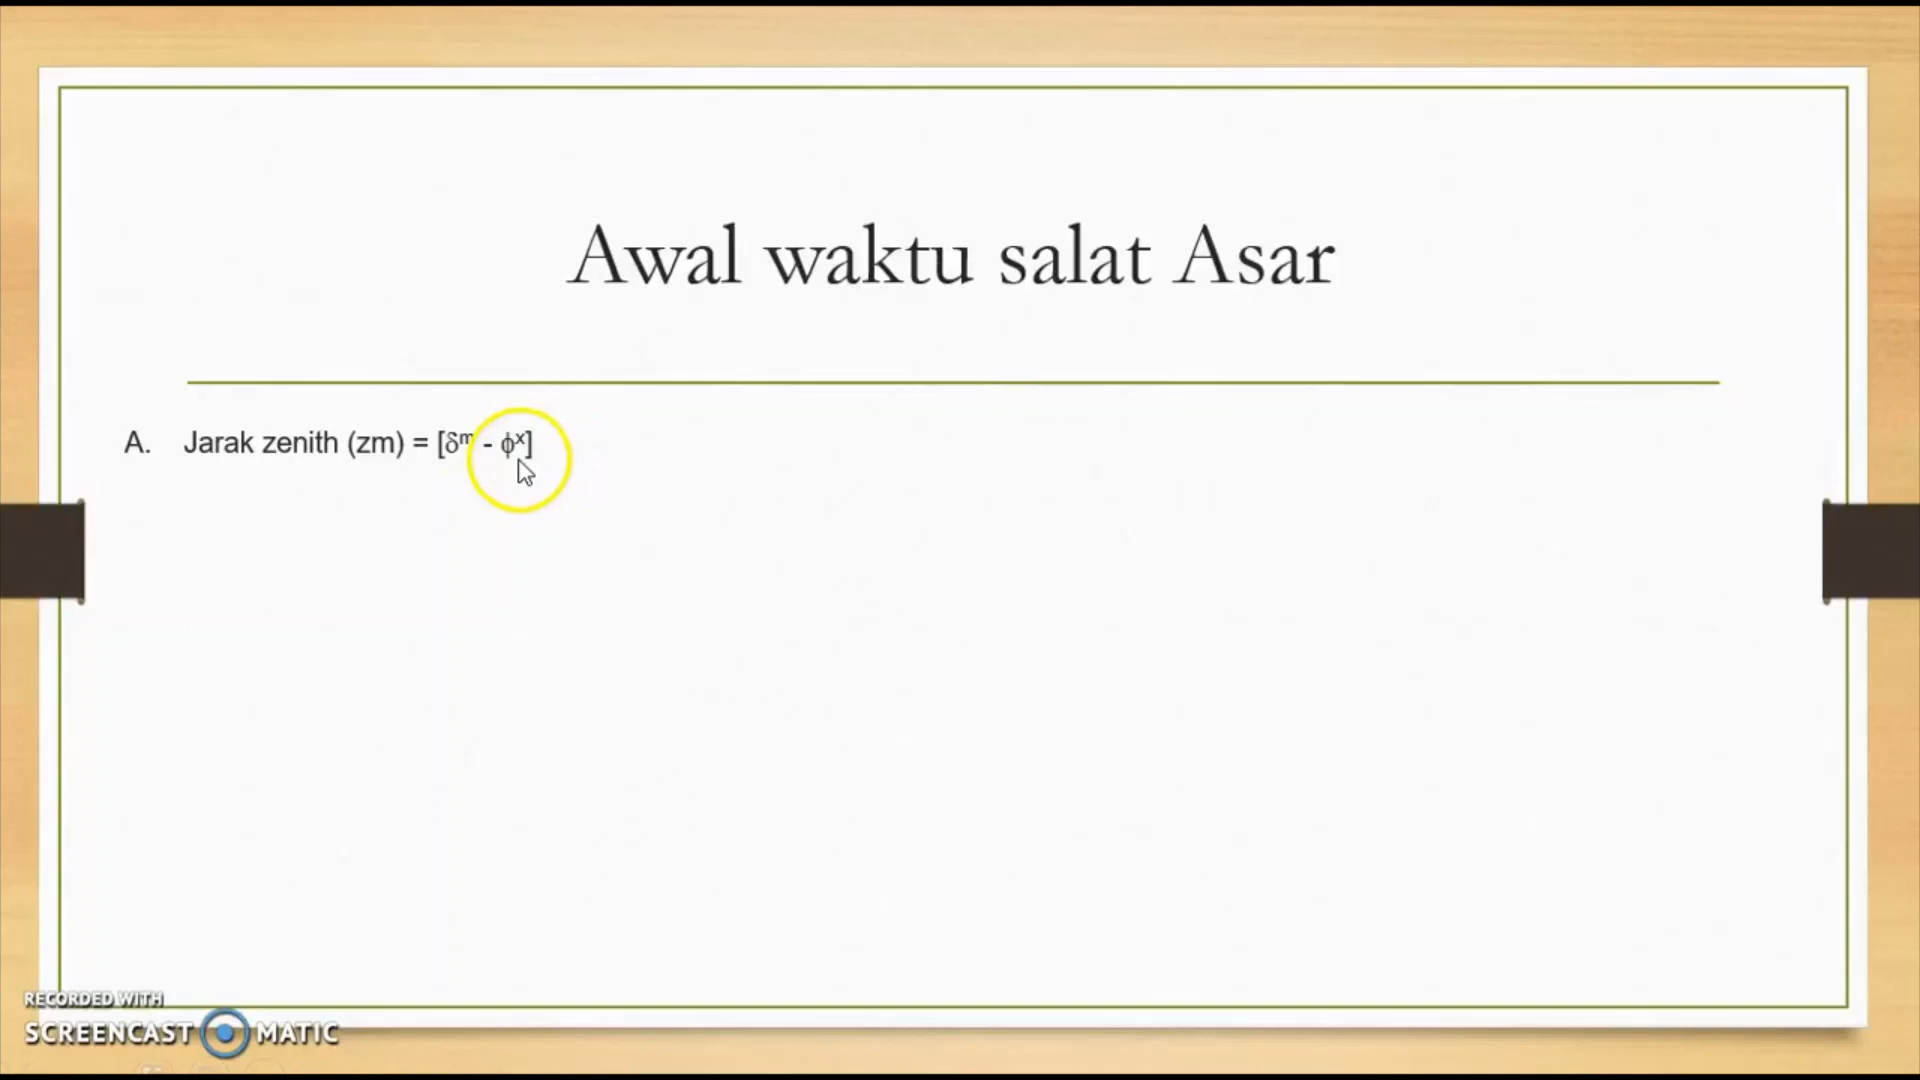 Awal waktu salat Asar
A. Jarak zenith (zm) = [δᵐ - ϕˣ]
RECORDED WITH
SCREENCAST MATIC